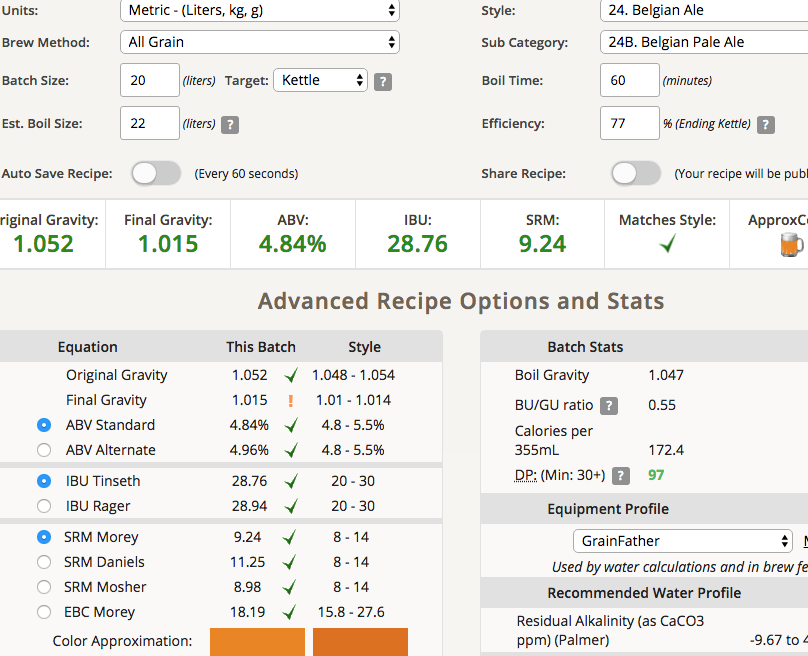 Units: Metric - (Liters, kg, g) Style: 24. Belgian Ale
Brew Method: All Grain Sub Category: 24B. Belgian Pale Ale
Batch Size: 20 (liters) Target: Kettle ? Boil Time: 60 (minutes)
Est. Boil Size: 22 (liters) ? Efficiency: 77 % (Ending Kettle) ?
Auto Save Recipe: (Every 60 seconds) Share Recipe: (Your recipe will be publ
riginal Gravity: Final Gravity: ABV: IBU: SRM: Matches Style: ApproxCo
1.052 1.015 4.84% 28.76 9.24
Advanced Recipe Options and Stats
Equation This Batch Style
Original Gravity 1.052 1.048 - 1.054
Final Gravity 1.015 ! 1.01 - 1.014
ABV Standard 4.84% 4.8 - 5.5%
ABV Alternate 4.96% 4.8 - 5.5%
IBU Tinseth 28.76 20 - 30
IBU Rager 28.94 20 - 30
SRM Morey 9.24 8 - 14
SRM Daniels 11.25 8 - 14
SRM Mosher 8.98 8 - 14
EBC Morey 18.19 15.8 - 27.6
Color Approximation:
Batch Stats
Boil Gravity 1.047
BU/GU ratio ? 0.55
Calories per
355mL 172.4
DP: (Min: 30+) ? 97
Equipment Profile
GrainFather
Used by water calculations and in brew fe
Recommended Water Profile
Residual Alkalinity (as CaCO3
ppm) (Palmer) -9.67 to